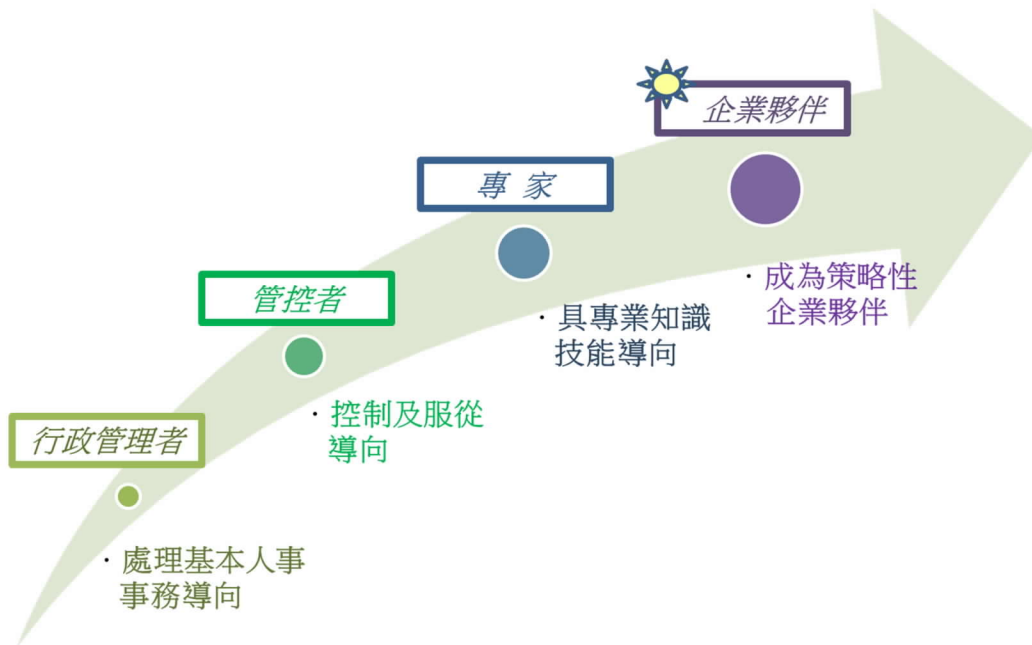 企業夥伴
專 家
・成為策略性
企業夥伴
管控者
・具專業知識
技能導向
行政管理者
・控制及服從
導向
・處理基本人事
事務導向